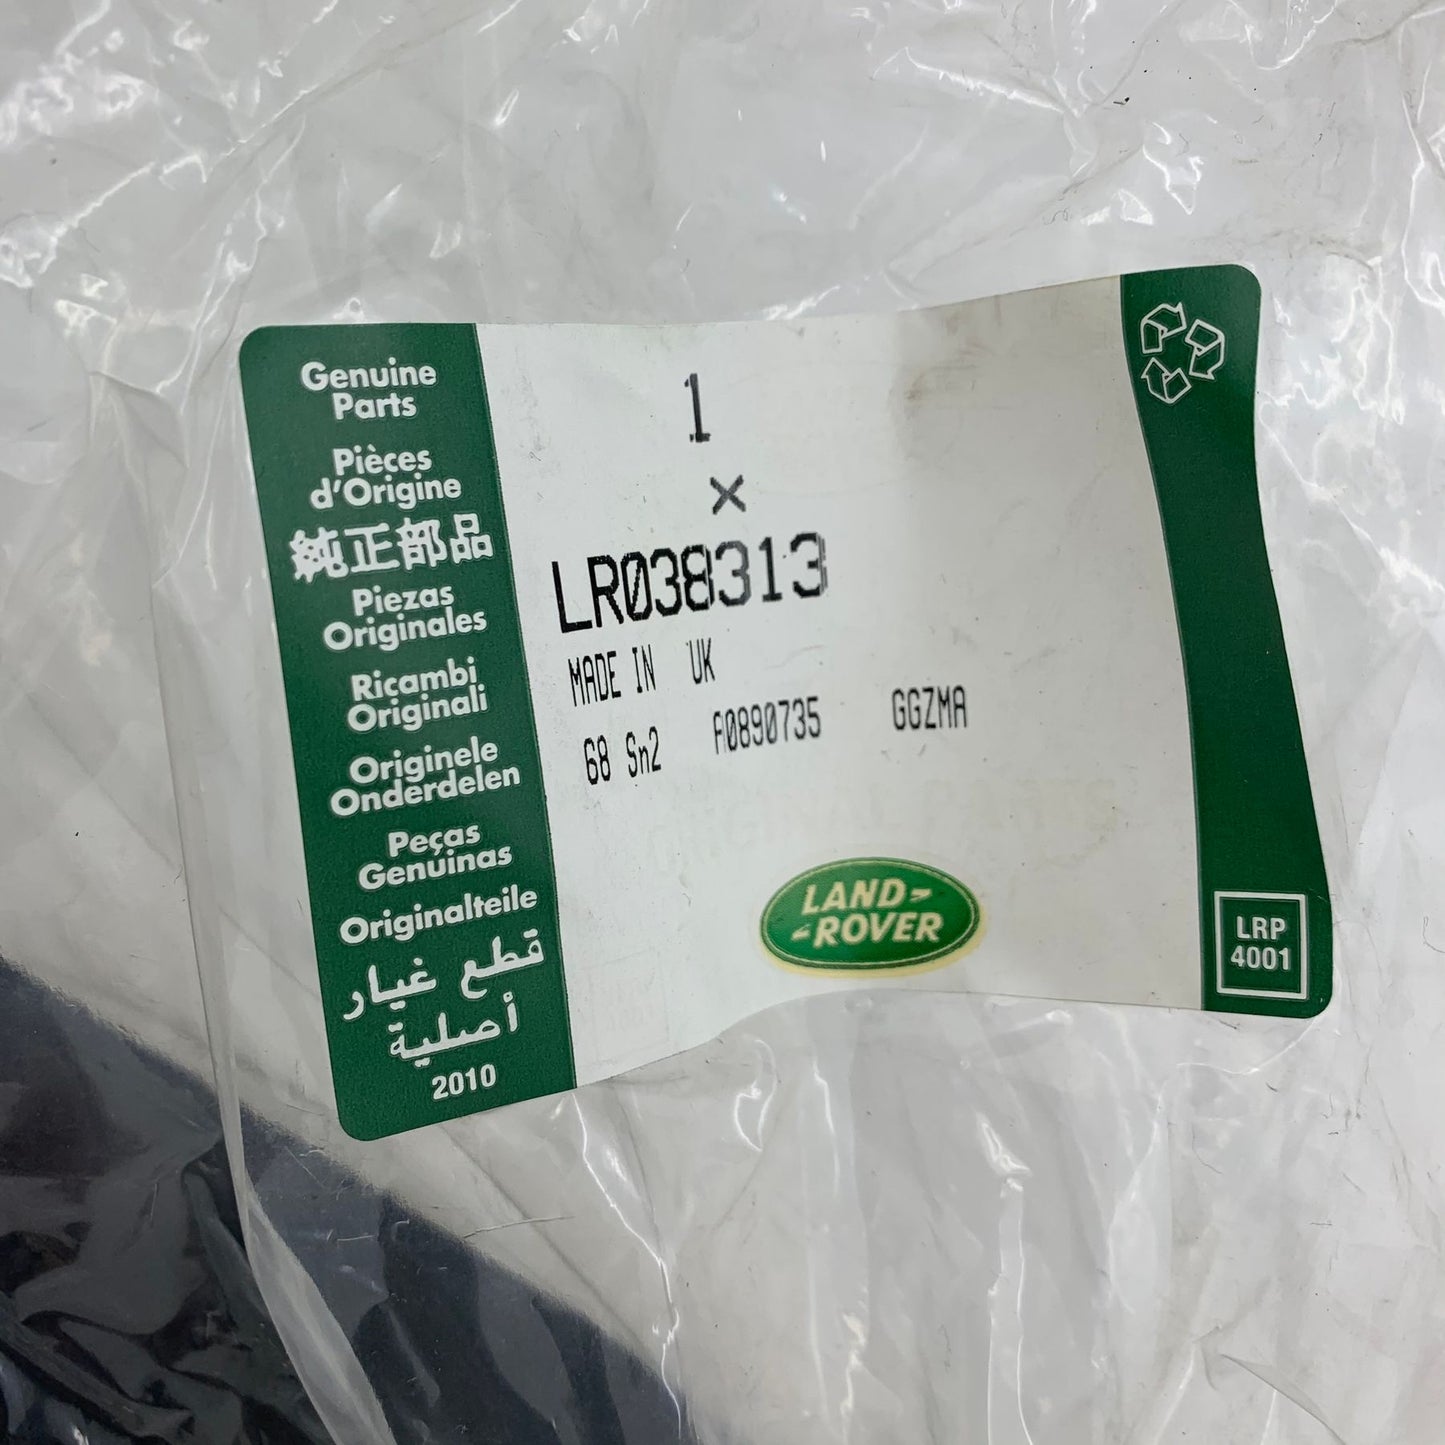 Genuine
Parts
Pièces
d'Origine
純正部品
Piezas
Originales
Ricambi
Originali
Originele
Onderdelen
Peças
Genuinas
Originalteile
قطع غيار
أصلية
2010
1
x
LR038313
MADE IN UK
68 Sn2 A0890735 GGZMA
LAND
ROVER
LRP
4001